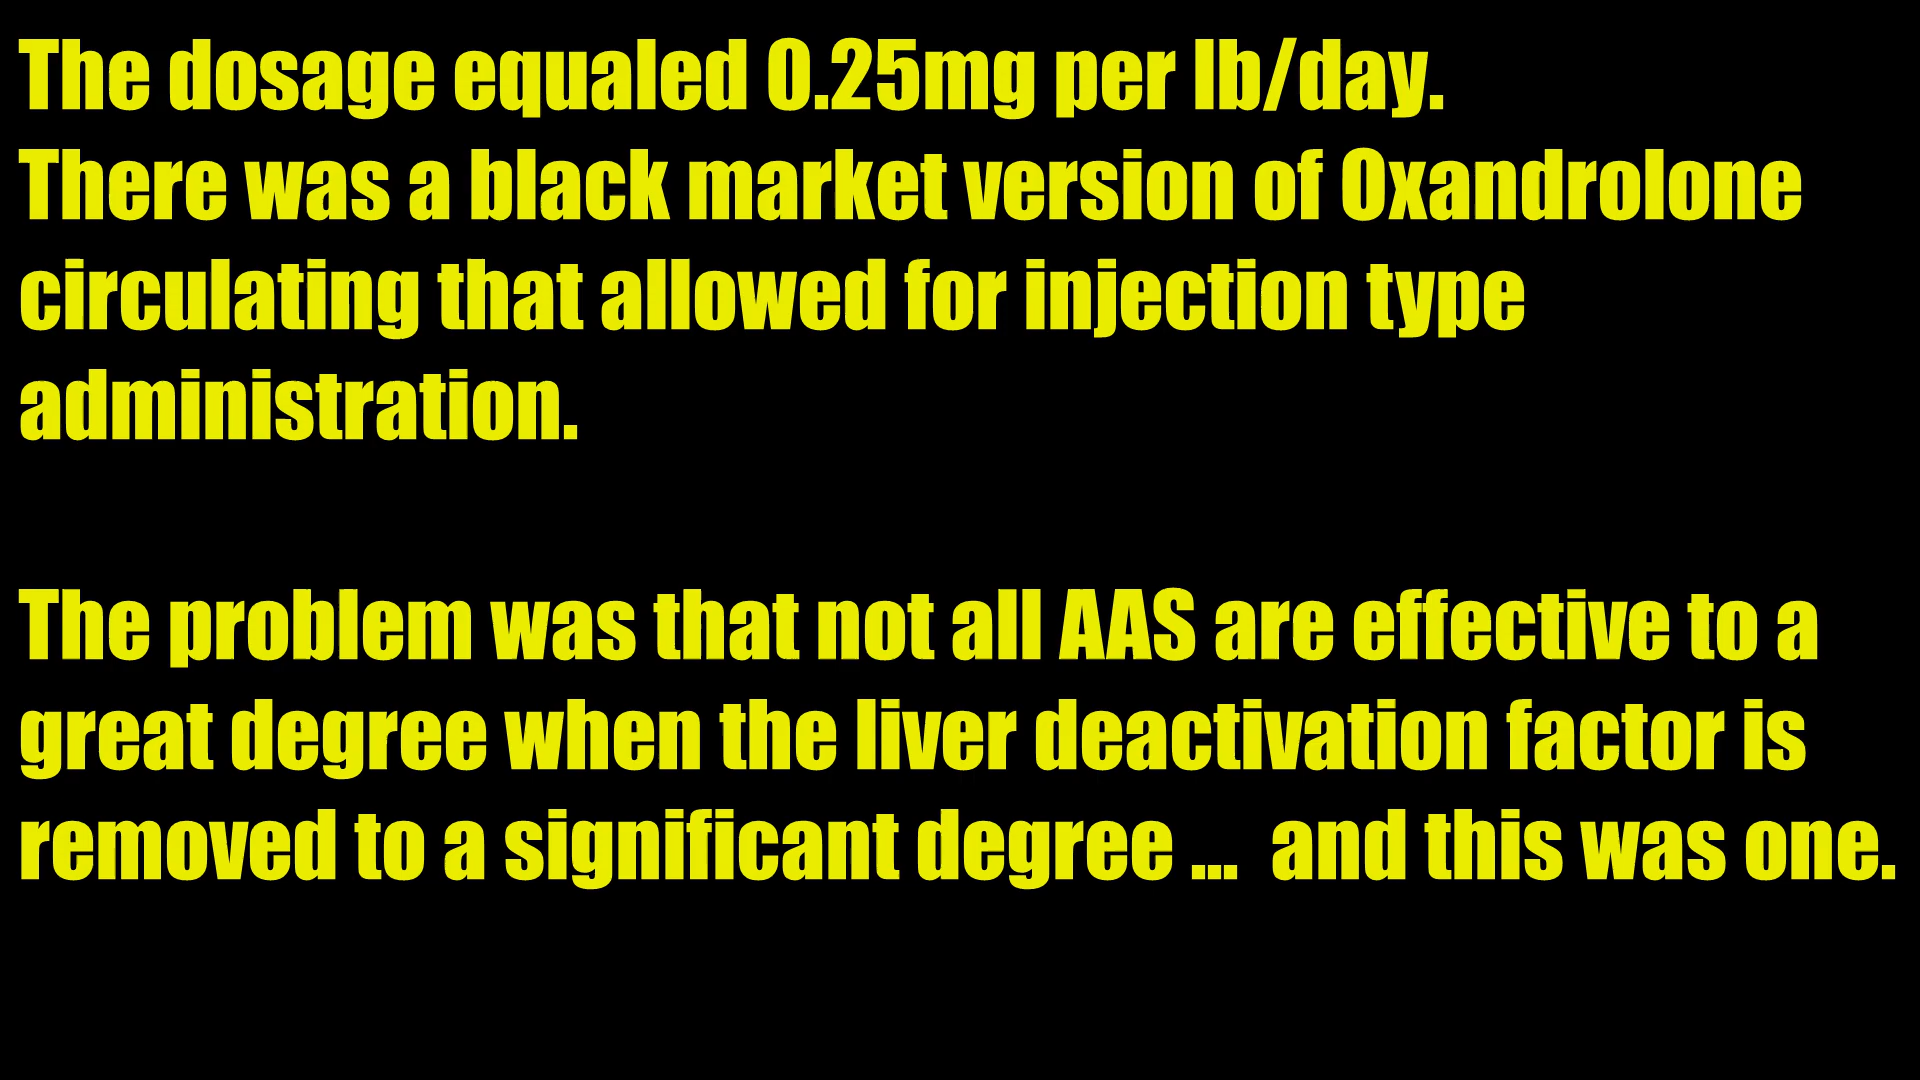 The dosage equaled 0.25mg per lb/day.
There was a black market version of Oxandrolone
circulating that allowed for injection type
administration.
The problem was that not all AAS are effective to a
great degree when the liver deactivation factor is
removed to a significant degree ...  and this was one.